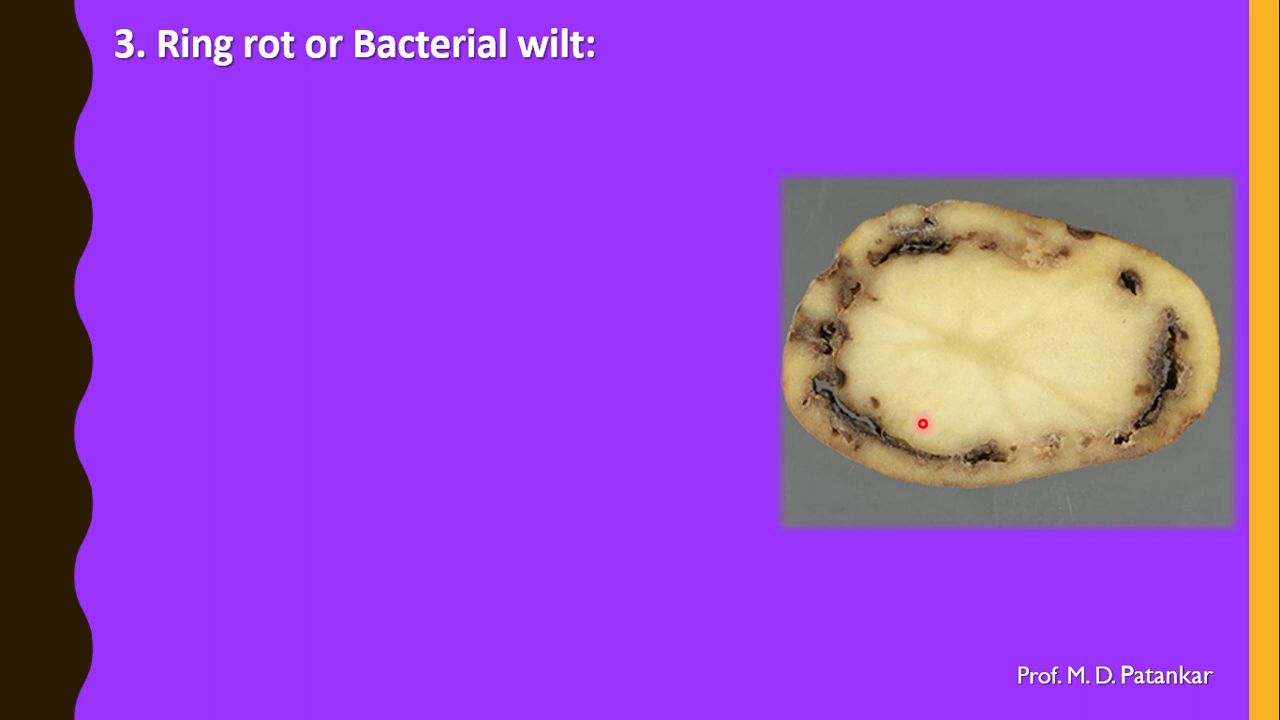 3. Ring rot or Bacterial wilt:
Prof. M. D. Patankar